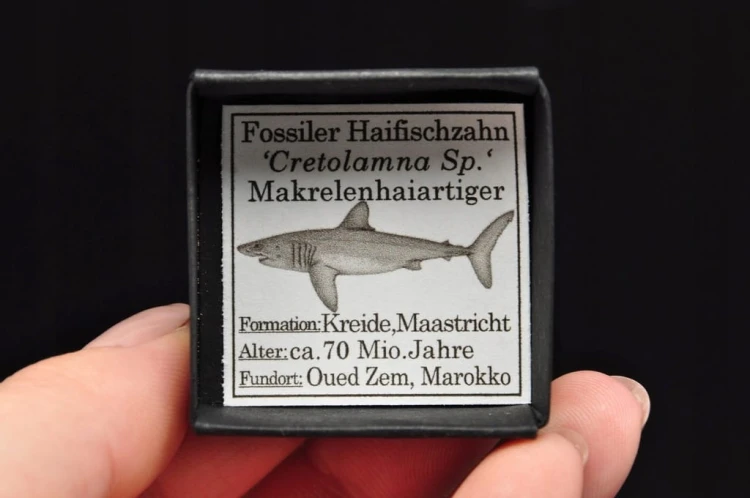 Fossiler Haifischzahn
‘Cretolamna Sp.‘
Makrelenhaiartiger
Formation:Kreide,Maastricht
Alter:ca.70 Mio.Jahre
Fundort: Oued Zem, Marokko